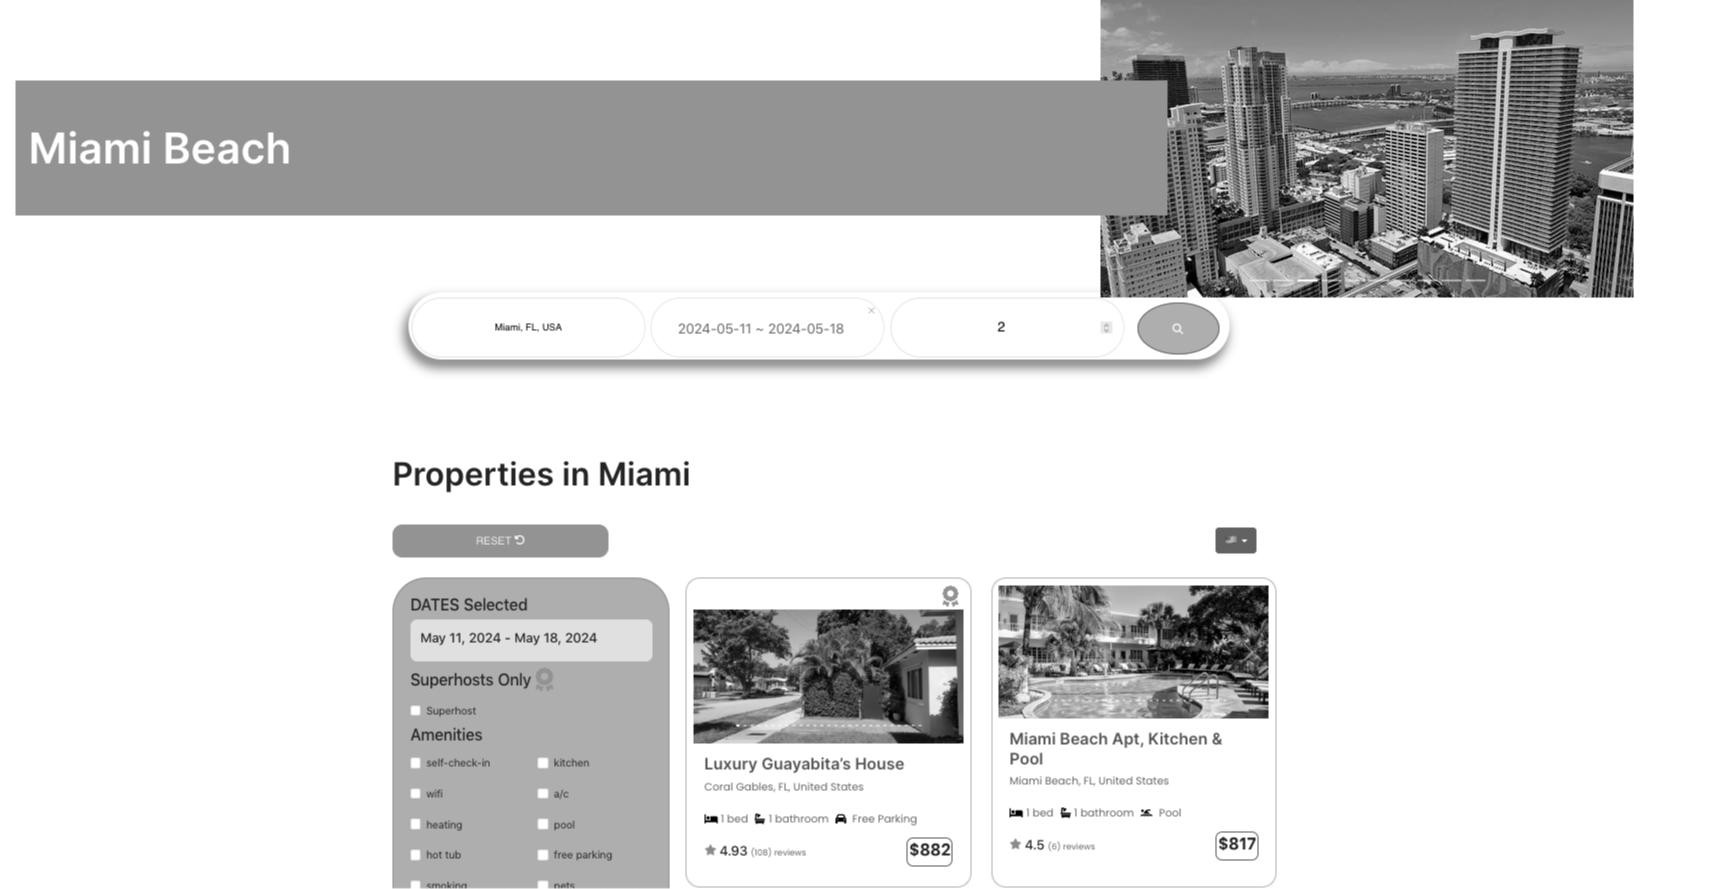 Miami Beach
Miami, FL, USA
2024-05-11 ~ 2024-05-18
×
2
Properties in Miami
RESET
DATES Selected
May 11, 2024 - May 18, 2024
Superhosts Only
Superhost
Amenities
self-check-in
kitchen
wifi
a/c
heating
pool
hot tub
free parking
smoking
pets
Luxury Guayabita’s House
Coral Gables, FL, United States
1 bed 1 bathroom Free Parking
4.93 (108) reviews
$882
Miami Beach Apt, Kitchen &
Pool
Miami Beach, FL, United States
1 bed 1 bathroom Pool
4.5 (6) reviews
$817